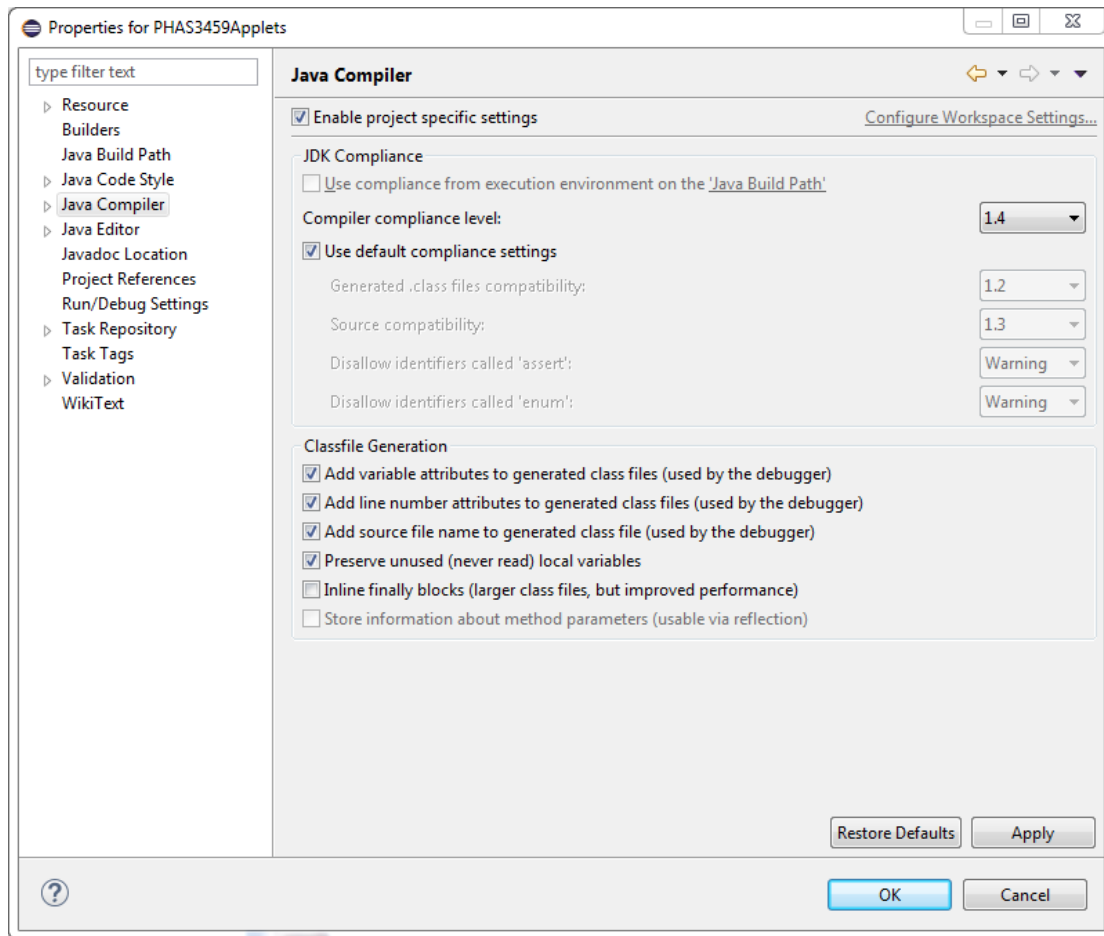 Properties for PHAS3459Applets
type filter text
Resource
Builders
Java Build Path
Java Code Style
Java Compiler
Java Editor
Javadoc Location
Project References
Run/Debug Settings
Task Repository
Task Tags
Validation
WikiText
Java Compiler
Enable project specific settings
Configure Workspace Settings...
JDK Compliance
Use compliance from execution environment on the 'Java Build Path'
Compiler compliance level:
1.4
Use default compliance settings
Generated .class files compatibility:
1.2
Source compatibility:
1.3
Disallow identifiers called 'assert':
Warning
Disallow identifiers called 'enum':
Warning
Classfile Generation
Add variable attributes to generated class files (used by the debugger)
Add line number attributes to generated class files (used by the debugger)
Add source file name to generated class file (used by the debugger)
Preserve unused (never read) local variables
Inline finally blocks (larger class files, but improved performance)
Store information about method parameters (usable via reflection)
Restore Defaults
Apply
?
OK
Cancel